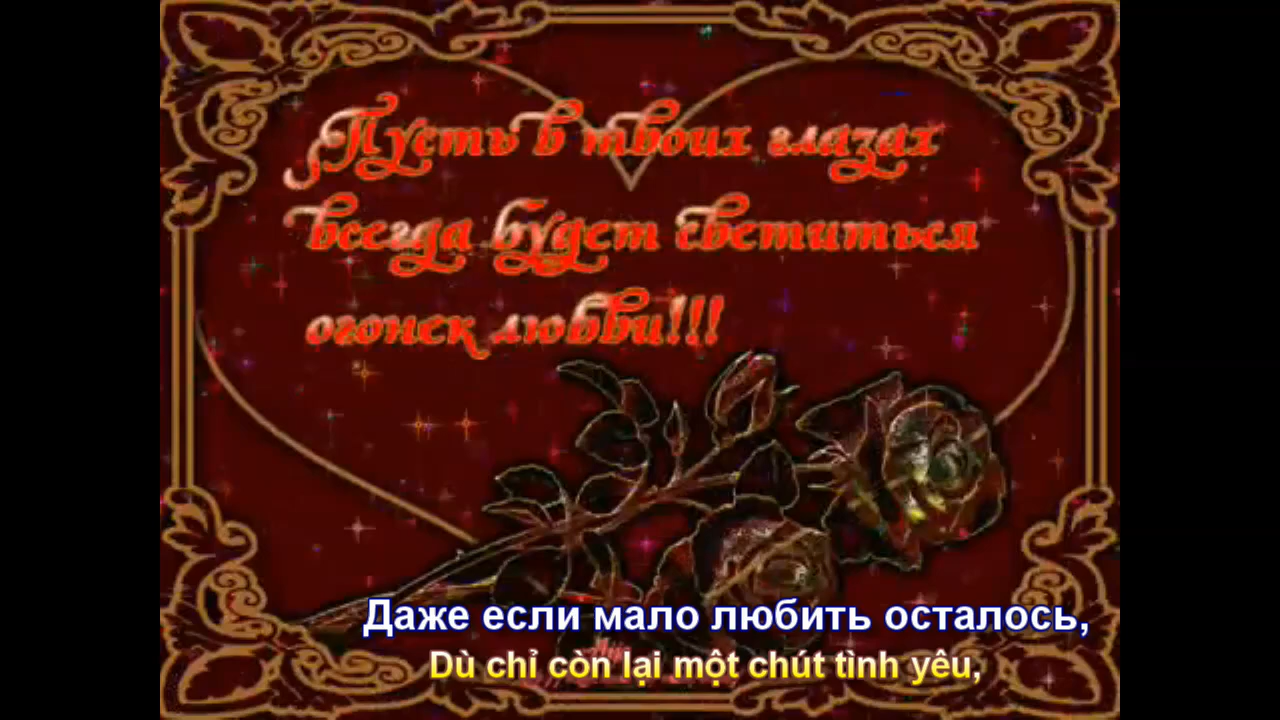 Пусть в твоих глазах
всегда будет светиться
огонек любви!!!
Даже если мало любить осталось,
Dù chỉ còn lại một chút tình yêu,